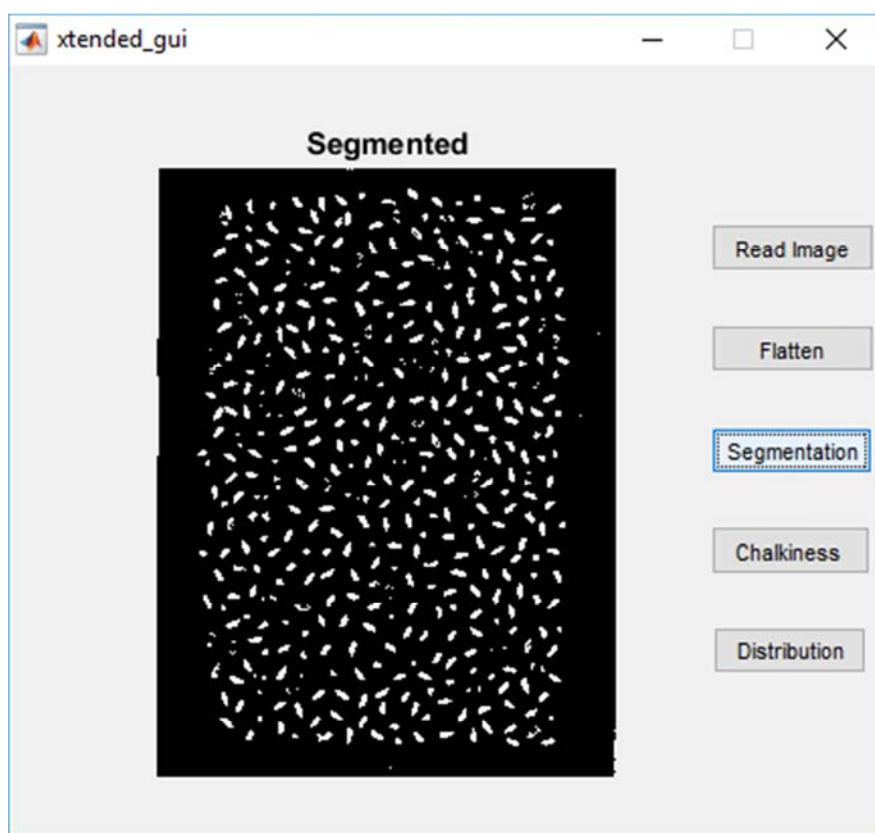 xtended_gui
Segmented
Read Image
Flatten
Segmentation
Chalkiness
Distribution